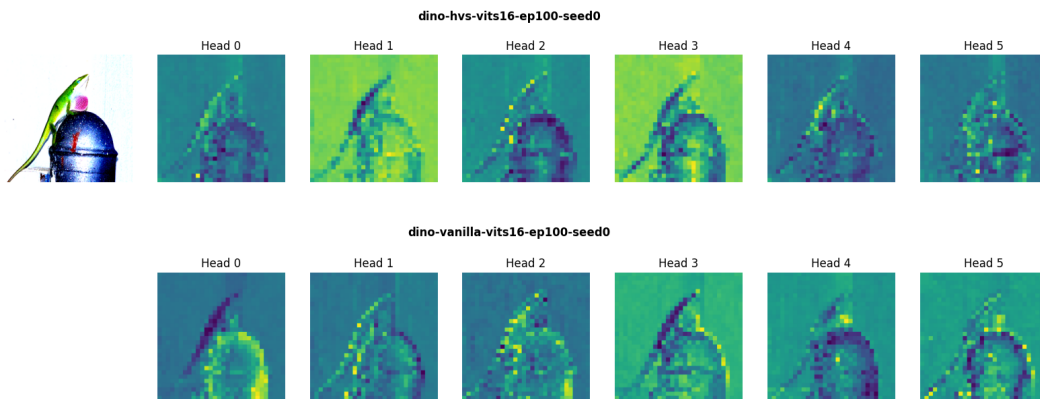 dino-hvs-vits16-ep100-seed0
Head 0 Head 1 Head 2 Head 3 Head 4 Head 5
dino-vanilla-vits16-ep100-seed0
Head 0 Head 1 Head 2 Head 3 Head 4 Head 5